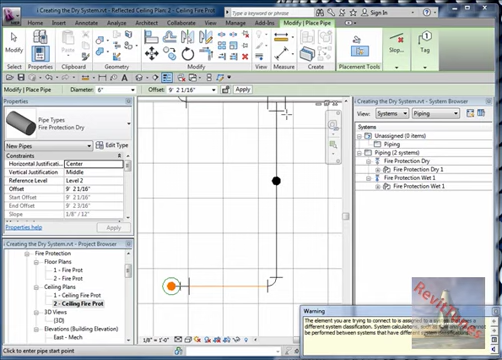 i Creating the Dry System.rvt - Reflected Ceiling Plan: 2 - Ceiling Fire Prot
Sign In
Home Insert Annotate Analyze Architect Collaborate View Manage Add-Ins Modify | Place Pipe
Modify
Properties Clipboard Geometry Modify View Measure Create Placement Tools Slop... Tag
Modify | Place Pipe Diameter: 6" Offset: 9' 2 1/16" Apply
Properties
Pipe Types
Fire Protection Dry
New Pipes Edit Type
Constraints
Horizontal Justificati... Center
Vertical Justification Middle
Reference Level Level 2
Offset 9' 2 1/16"
Start Offset 9' 2 1/16"
End Offset
Slope 1/8" / 12"
Properties help Apply
i Creating the Dry System.rvt - Project Browser
Fire Protection
Floor Plans
1 - Fire Prot
2 - Fire Prot
Ceiling Plans
1 - Ceiling Fire Prot
2 - Ceiling Fire Prot
3D Views
{3D}
Elevations (Building Elevation)
East - Mech
1/8" = 1'-0"
i Creating the Dry System.rvt - System Browser
View: Systems Piping
Systems
Unassigned (0 items)
Piping
Piping (2 systems)
Fire Protection Dry
Fire Protection Dry 1
Fire Protection Wet 1
Fire Protection Wet 1
Warning
The element you are trying to connect to is assigned to a system
a different system classification. System calculations, such as
be performed between systems that have different system classifications.
Click to enter pipe start point